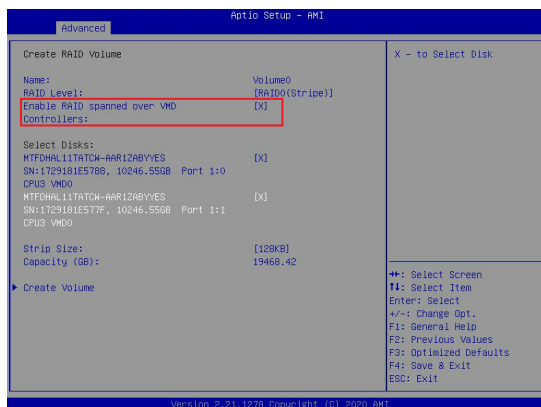 Aptio Setup – AMI
Advanced
Create RAID Volume
Name: Volume0
RAID Level: [RAID0(Stripe)]
Enable RAID spanned over VMD [X]
Controllers:
Select Disks:
MTFDHAL11TATCW-AAR1ZABYYES [X]
SN:1729181E5788, 10246.55GB Port 1:0
CPU3 VMD0
MTFDHAL11TATCW-AAR1ZABYYES [X]
SN:1729181E577F, 10246.55GB Port 1:1
CPU3 VMD0
Strip Size: [128KB]
Capacity (GB): 19468.42
Create Volume
X – to Select Disk
→←: Select Screen
↑↓: Select Item
Enter: Select
+/-: Change Opt.
F1: General Help
F2: Previous Values
F3: Optimized Defaults
F4: Save & Exit
ESC: Exit
Version 2.21.1278 Copyright (C) 2020 AMI